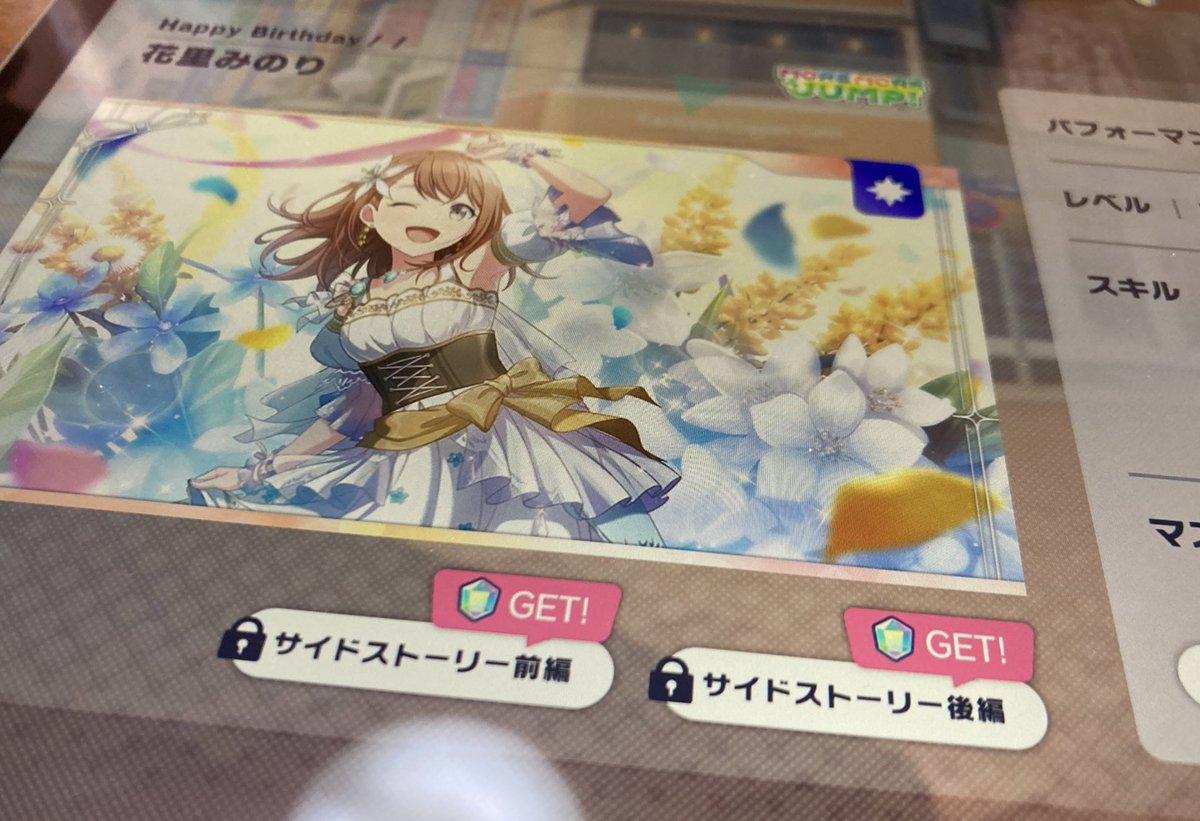 Happy Birthday！！
花里みのり
MORE MORE JUMP!
パフォーマン
レベル
スキル
マス
GET!
GET!
サイドストーリー前編
サイドストーリー後編